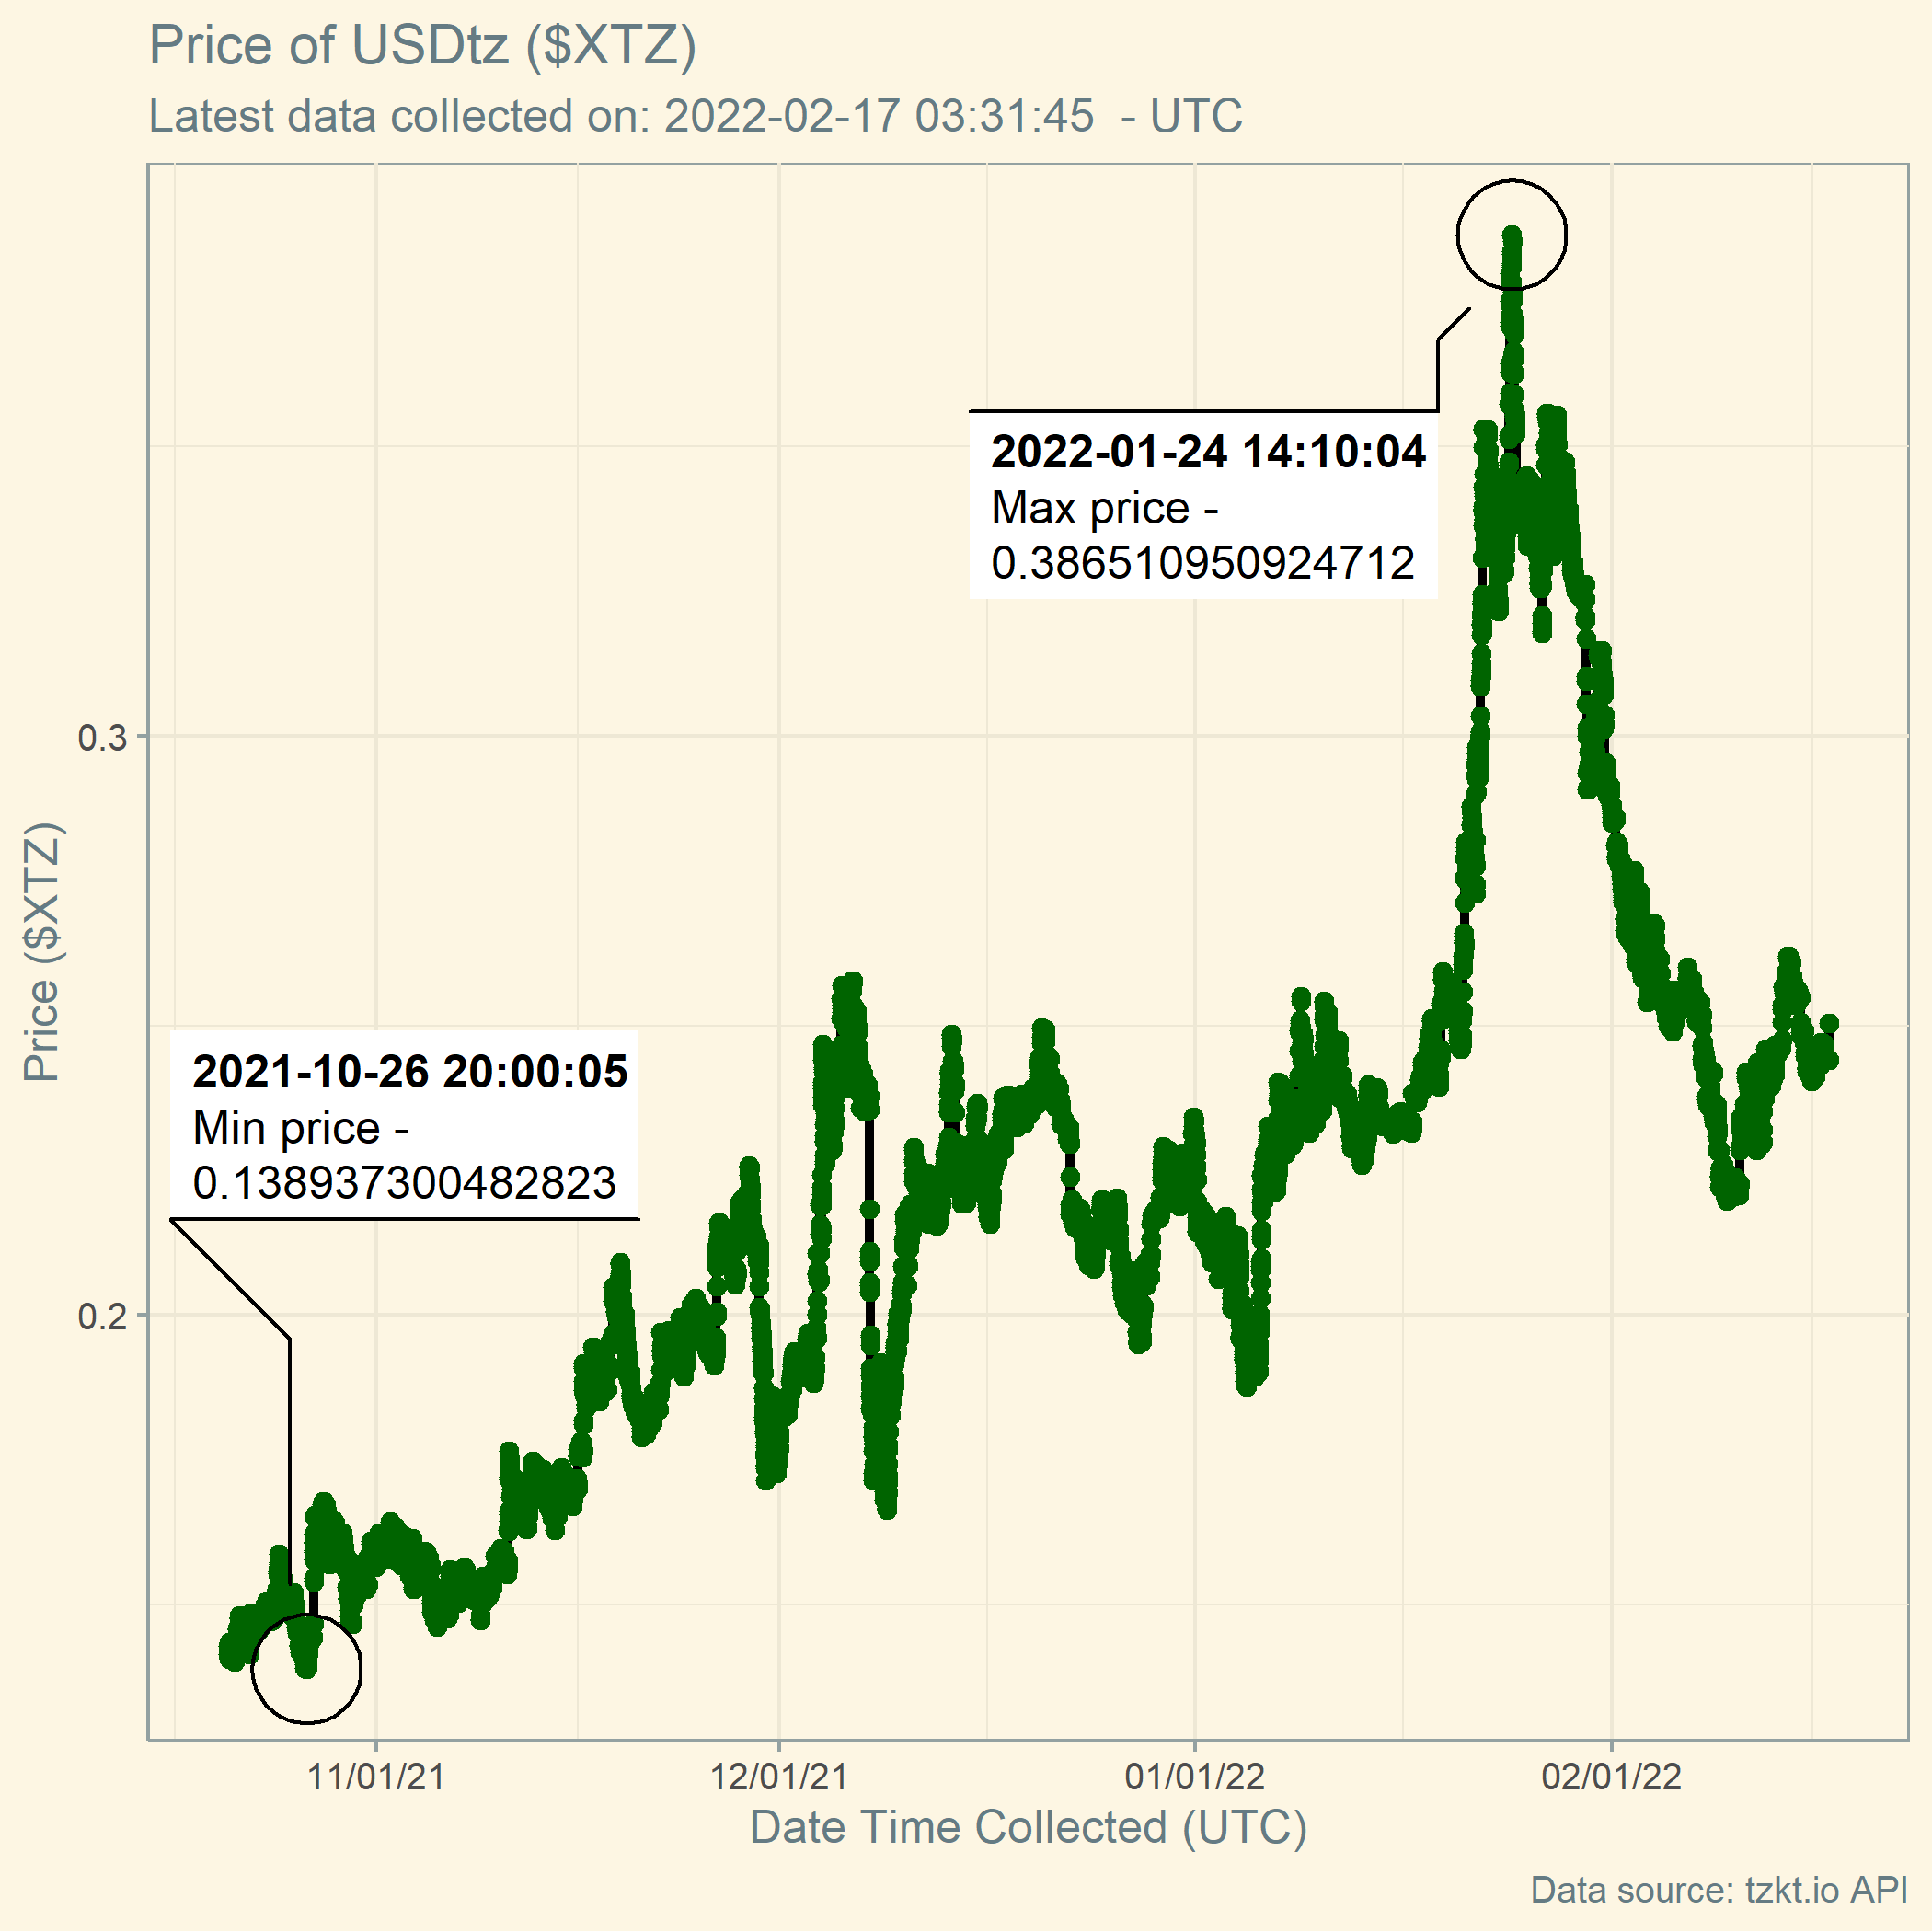 Price of USDtz ($XTZ)
Latest data collected on: 2022-02-17 03:31:45  - UTC
2022-01-24 14:10:04
Max price -
0.386510950924712
0.3
Price ($XTZ)
2021-10-26 20:00:05
Min price -
0.138937300482823
0.2
11/01/21
12/01/21
01/01/22
02/01/22
Date Time Collected (UTC)
Data source: tzkt.io API